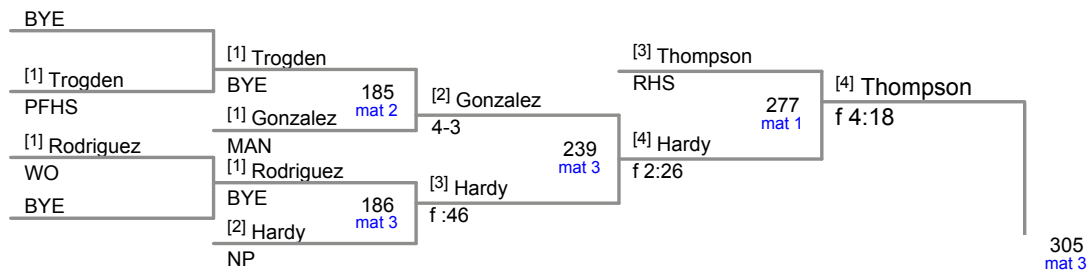 BYE
[1] Trogden
PFHS
[1] Rodriguez
WO
BYE
[1] Trogden
BYE
185
mat 2
[1] Gonzalez
MAN
[1] Rodriguez
BYE
186
mat 3
[2] Hardy
NP
[2] Gonzalez
4-3
239
mat 3
[3] Hardy
f :46
[3] Thompson
RHS
277
mat 1
[4] Hardy
f 2:26
[4] Thompson
f 4:18
305
mat 3